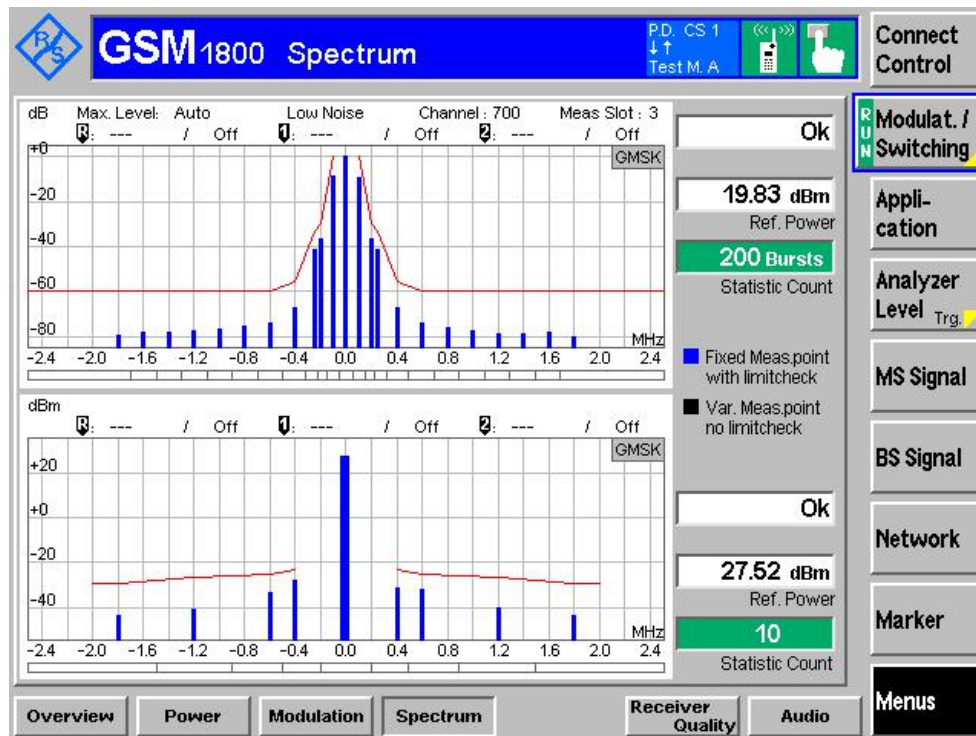 R/S
GSM 1800 Spectrum
P.D. CS 1
↓↑
Test M. A
Connect
Control
dB Max. Level: Auto Low Noise Channel : 700 Meas Slot : 3
R: --- / Off 1: --- / Off 2: --- / Off
GMSK
+0
-20
-40
-60
-80
MHz
-2.4 -2.0 -1.6 -1.2 -0.8 -0.4 0.0 0.4 0.8 1.2 1.6 2.0 2.4
Ok
19.83 dBm
Ref. Power
200 Bursts
Statistic Count
Fixed Meas.point
with limitcheck
Var. Meas.point
no limitcheck
dBm
R: --- / Off 1: --- / Off 2: --- / Off
GMSK
+20
+0
-20
-40
MHz
-2.4 -2.0 -1.6 -1.2 -0.8 -0.4 0.0 0.4 0.8 1.2 1.6 2.0 2.4
Ok
27.52 dBm
Ref. Power
10
Statistic Count
RUN
Modulat. /
Switching
Appli-
cation
Analyzer
Level Trg.
MS Signal
BS Signal
Network
Marker
Menus
Overview Power Modulation Spectrum Receiver Quality Audio